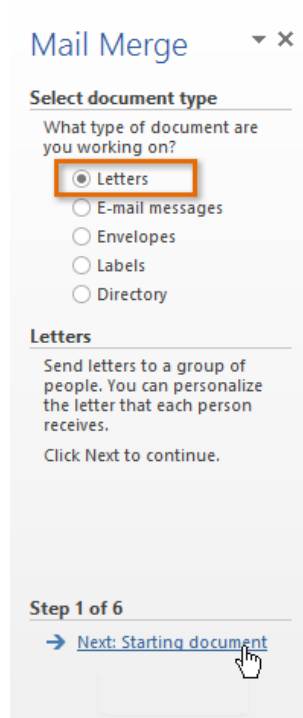 Mail Merge
Select document type
What type of document are
you working on?
Letters
E-mail messages
Envelopes
Labels
Directory
Letters
Send letters to a group of
people. You can personalize
the letter that each person
receives.
Click Next to continue.
Step 1 of 6
Next: Starting document